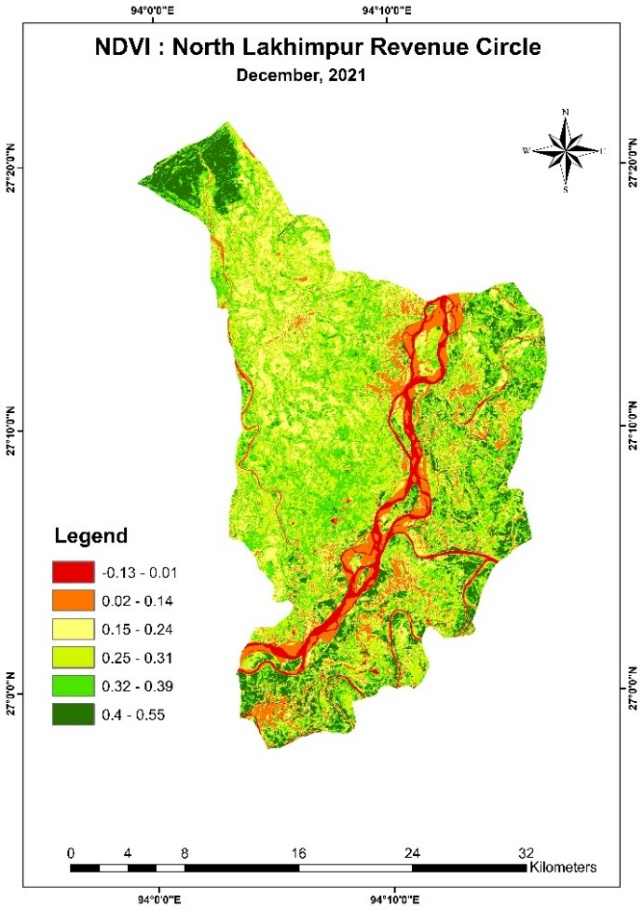 94°0'0"E 94°10'0"E
NDVI : North Lakhimpur Revenue Circle
December, 2021
N
W E
S
27°20'0"N 27°20'0"N
27°10'0"N 27°10'0"N
Legend
-0.13 - 0.01
0.02 - 0.14
0.15 - 0.24
0.25 - 0.31
0.32 - 0.39
0.4 - 0.55
27°0'0"N 27°0'0"N
0 4 8 16 24 32
Kilometers
94°0'0"E 94°10'0"E